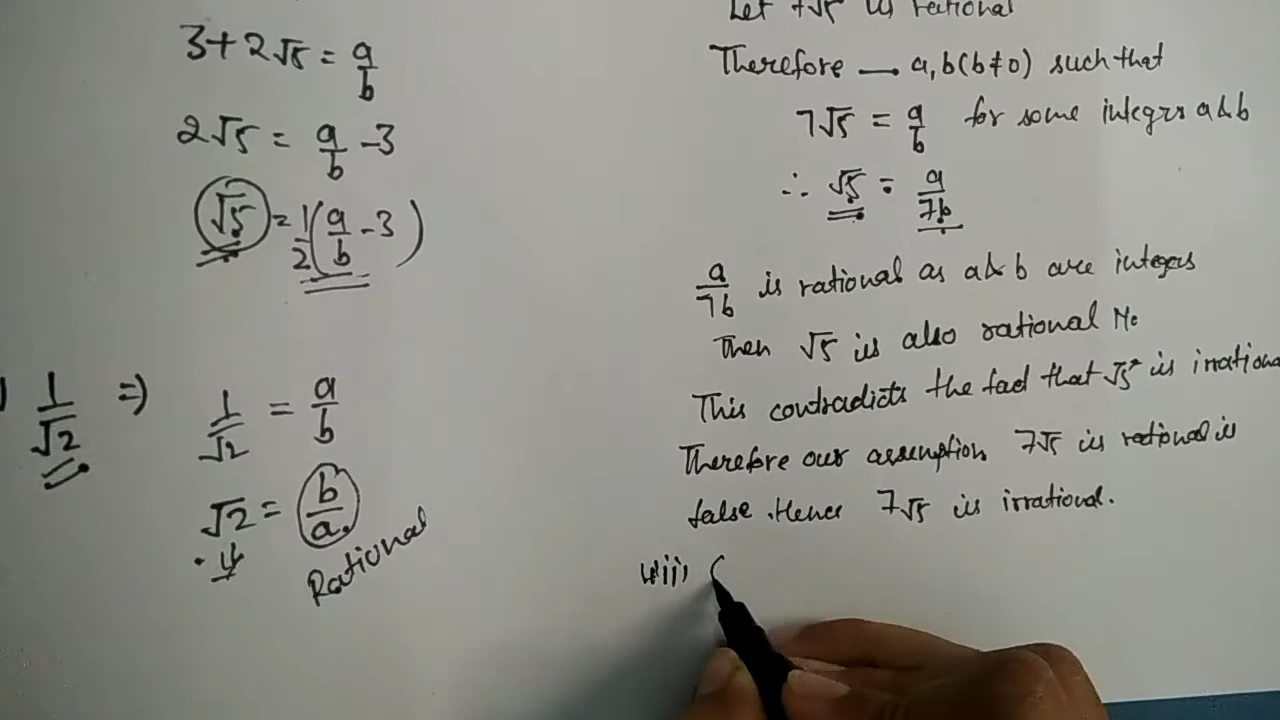 3+2√5 = a/b
2√5 = a/b -3
√5 = 1/2(a/b -3)
1/√2 => 1/√2 = a/b
√2 = b/a
Rational
Let 7√5 is rational
Therefore — a,b(b≠0) such that
7√5 = a/b for some integrs a & b
∴ √5 = a/7b
a/7b is rational as a & b are integers
Then √5 is also rational
This contradicts the fact that √5 is irrational
Therefore our assumption 7√5 is rational is
false. Hence 7√5 is irrational.